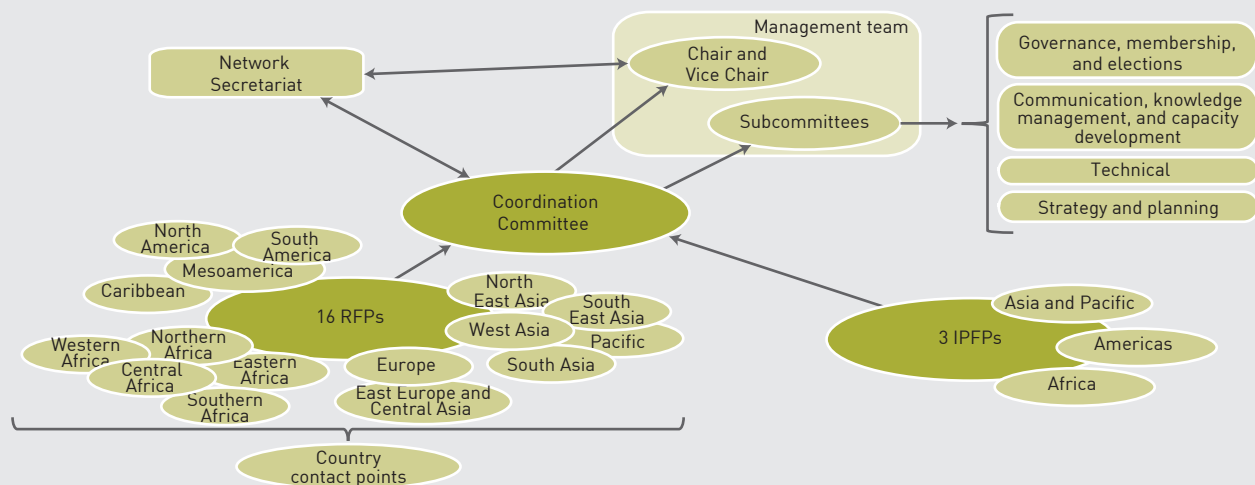 Management team
Network
Secretariat
Chair and
Vice Chair
Subcommittees
Governance, membership,
and elections
Communication, knowledge
management, and capacity
development
Technical
Strategy and planning
Coordination
Committee
North
America
South
America
Mesoamerica
Caribbean
16 RFPs
North
East Asia
South
East Asia
West Asia
Pacific
South Asia
Western
Africa
Northern
Africa
Central
Africa
Eastern
Africa
Southern
Africa
Europe
East Europe and
Central Asia
3 IPFPs
Asia and Pacific
Americas
Africa
Country
contact points